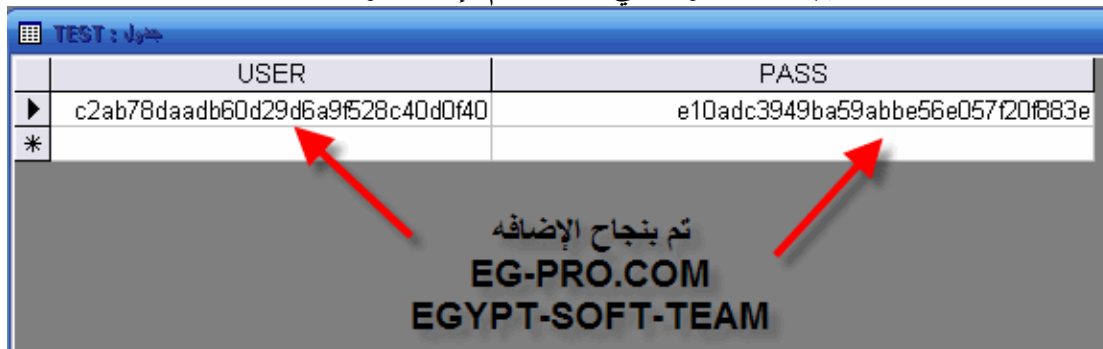 جدول : TEST
USER PASS
c2ab78daadb60d29d6a9f528c40d0f40 e10adc3949ba59abbe56e057f20f883e
تم بنجاح الإضافه
EG-PRO.COM
EGYPT-SOFT-TEAM